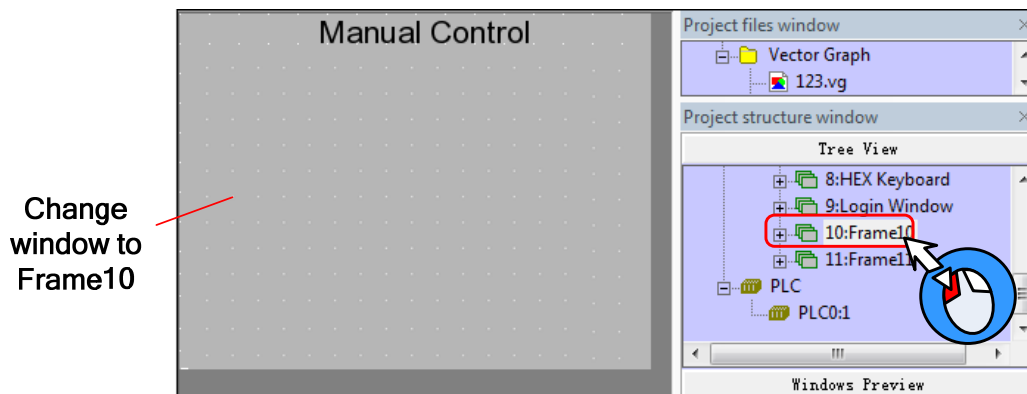 Manual Control
Change
window to
Frame10
Project files window
Vector Graph
123.vg
Project structure window
Tree View
8:HEX Keyboard
9:Login Window
10:Frame10
11:Frame11
PLC
PLC0:1
Windows Preview